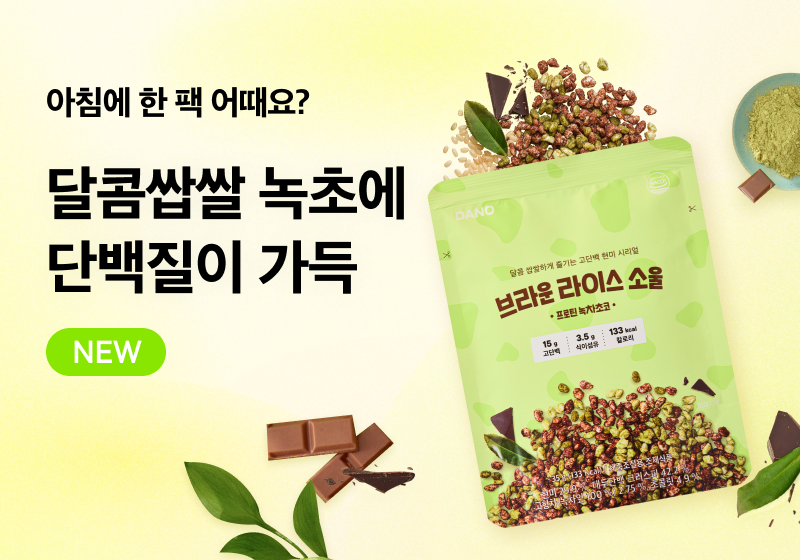 아침에 한 팩 어때요?
달콤쌉쌀 녹초에
단백질이 가득
NEW
DANO
달콤 쌉쌀하게 즐기는 고단백 현미 시리얼
브라운 라이스 소울
• 프로틴 녹차초코 •
15 g 3.5 g 133 kcal
고단백 식이섬유 칼로리
35 g (133 kcal)